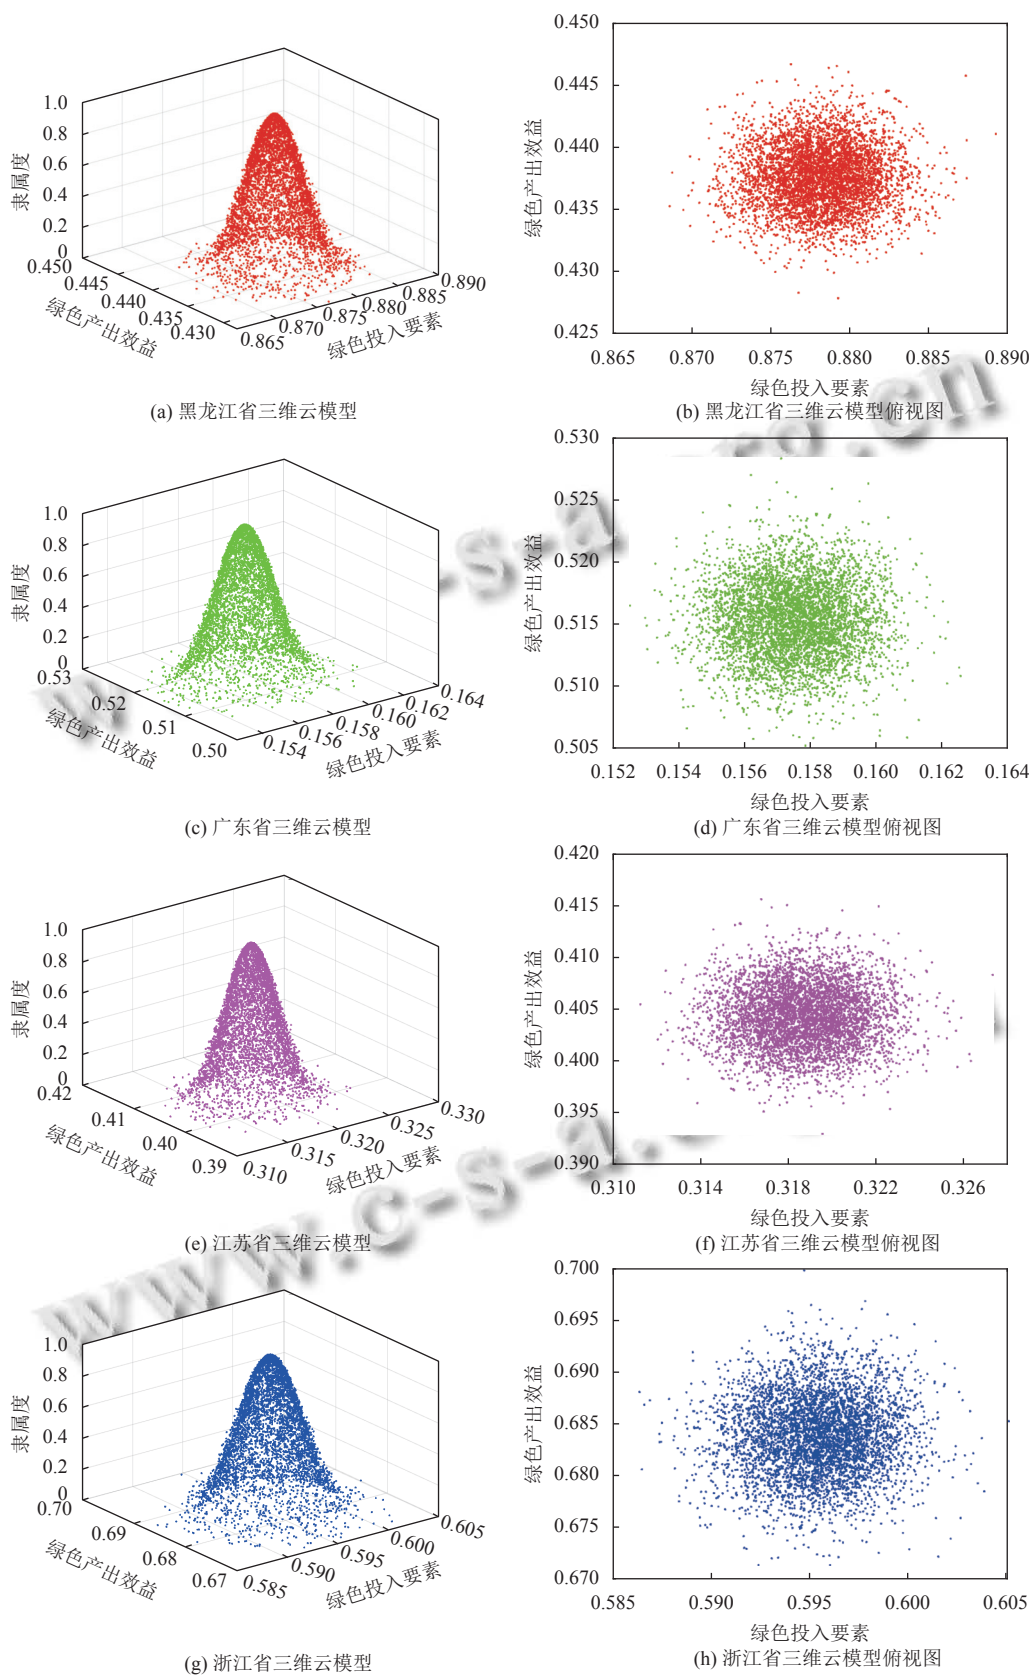 1.0
0.8
0.6
0.4
0.2
0
隶属度
0.450
0.445
0.440
0.435
0.430
绿色产出效益
0.865
0.870
0.875
0.880
0.885
0.890
绿色投入要素
(a) 黑龙江省三维云模型
0.450
0.445
0.440
0.435
0.430
0.425
绿色产出效益
0.865 0.870 0.875 0.880 0.885 0.890
绿色投入要素
(b) 黑龙江省三维云模型俯视图
1.0
0.8
0.6
0.4
0.2
0
隶属度
0.53
0.52
0.51
0.50
绿色产出效益
0.154
0.156
0.158
0.160
0.162
0.164
绿色投入要素
(c) 广东省三维云模型
0.530
0.525
0.520
0.515
0.510
0.505
绿色产出效益
0.152 0.154 0.156 0.158 0.160 0.162 0.164
绿色投入要素
(d) 广东省三维云模型俯视图
1.0
0.8
0.6
0.4
0.2
0
隶属度
0.42
0.41
0.40
0.39
绿色产出效益
0.310
0.315
0.320
0.325
0.330
绿色投入要素
(e) 江苏省三维云模型
0.420
0.415
0.410
0.405
0.400
0.395
0.390
绿色产出效益
0.310 0.314 0.318 0.322 0.326
绿色投入要素
(f) 江苏省三维云模型俯视图
1.0
0.8
0.6
0.4
0.2
0
隶属度
0.70
0.69
0.68
0.67
绿色产出效益
0.585
0.590
0.595
0.600
0.605
绿色投入要素
(g) 浙江省三维云模型
0.700
0.695
0.690
0.685
0.680
0.675
0.670
绿色产出效益
0.585 0.590 0.595 0.600 0.605
绿色投入要素
(h) 浙江省三维云模型俯视图
www.c-s-a.